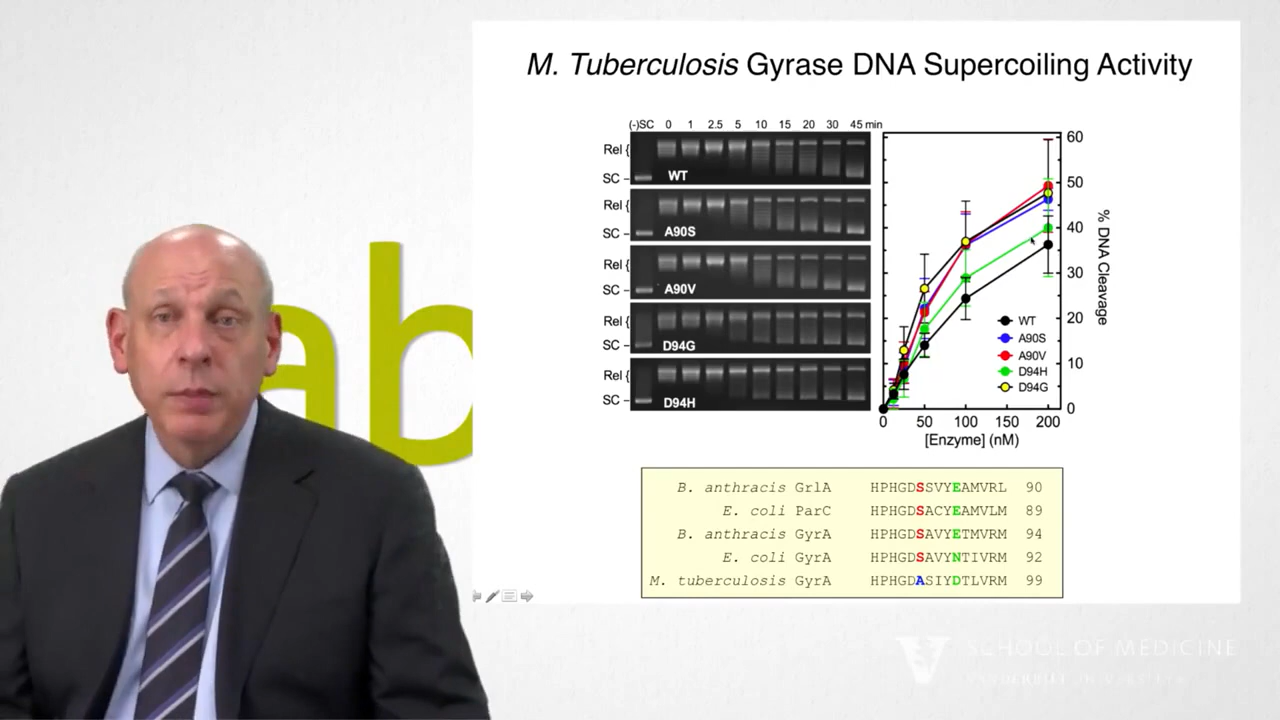 M. Tuberculosis Gyrase DNA Supercoiling Activity
(-)SC 0 1 2.5 5 10 15 20 30 45 min
Rel {
SC –
WT
Rel {
SC –
A90S
Rel {
SC –
A90V
Rel {
SC –
D94G
Rel {
SC –
D94H
60
50
40
30
20
10
0
% DNA Cleavage
WT
A90S
A90V
D94H
D94G
0 50 100 150 200
[Enzyme] (nM)
B. anthracis GrlA HPHGDSSVYEAMVRL 90
E. coli ParC HPHGDSACYEAMVLM 89
B. anthracis GyrA HPHGDSAVYETMVRM 94
E. coli GyrA HPHGDSAVYNTIVRM 92
M. tuberculosis GyrA HPHGDASIYDTLVRM 99
ab
V SCHOOL OF MEDICINE
VANDERBILT UNIVERSITY